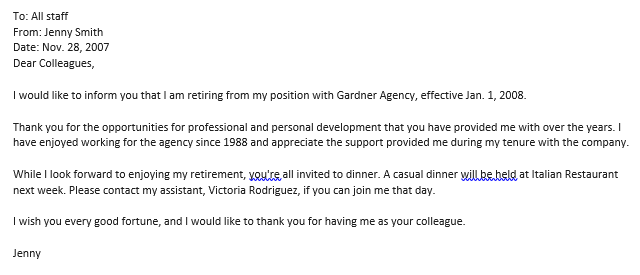 To: All staff
From: Jenny Smith
Date: Nov. 28, 2007
Dear Colleagues,
I would like to inform you that I am retiring from my position with Gardner Agency, effective Jan. 1, 2008.
Thank you for the opportunities for professional and personal development that you have provided me with over the years. I
have enjoyed working for the agency since 1988 and appreciate the support provided me during my tenure with the company.
While I look forward to enjoying my retirement, you're all invited to dinner. A casual dinner will be held at Italian Restaurant
next week. Please contact my assistant, Victoria Rodriguez, if you can join me that day.
I wish you every good fortune, and I would like to thank you for having me as your colleague.
Jenny